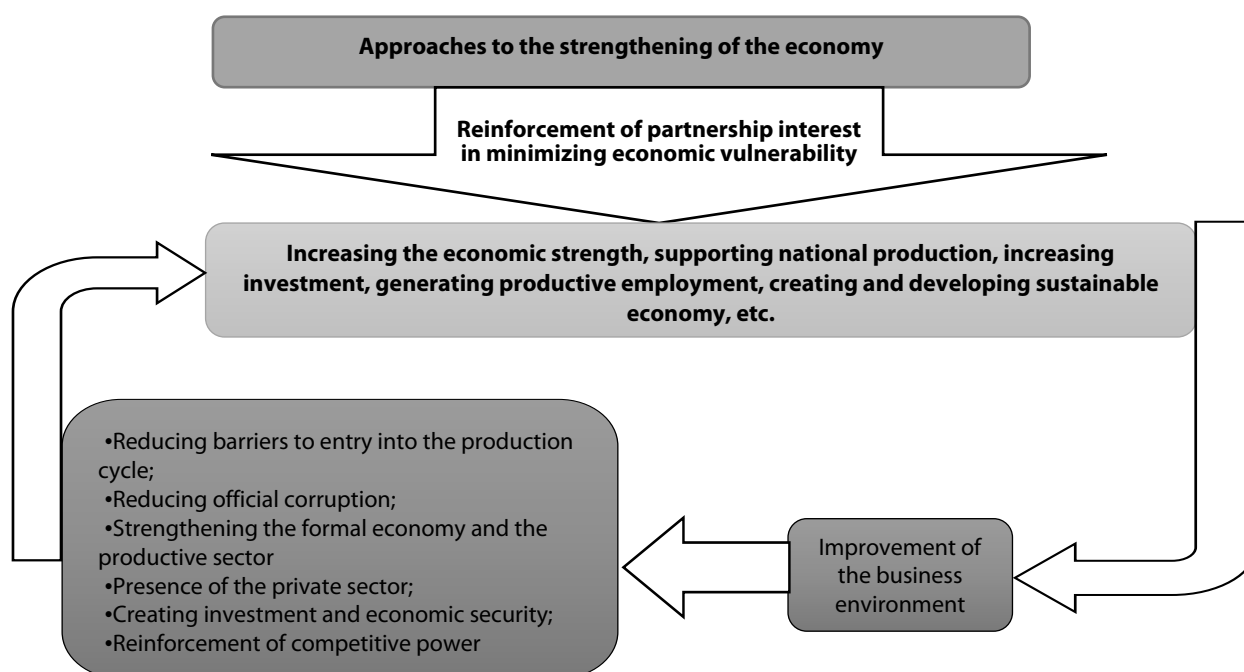 Approaches to the strengthening of the economy
Reinforcement of partnership interest
in minimizing economic vulnerability
Increasing the economic strength, supporting national production, increasing
investment, generating productive employment, creating and developing sustainable
economy, etc.
•Reducing barriers to entry into the production
cycle;
•Reducing official corruption;
•Strengthening the formal economy and the
productive sector
•Presence of the private sector;
•Creating investment and economic security;
•Reinforcement of competitive power
Improvement of
the business
environment